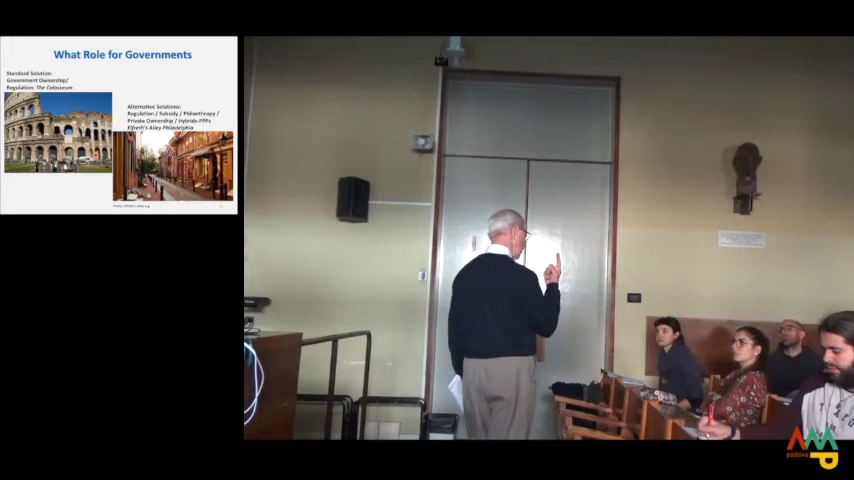 What Role for Governments
Standard Solution:
Government Ownership/
Regulation: The Colosseum
Alternative Solutions:
Regulation / Subsidy / Philanthropy /
Private Ownership / Hybrids-PPPs
Elfreth's Alley Philadelphia
padova